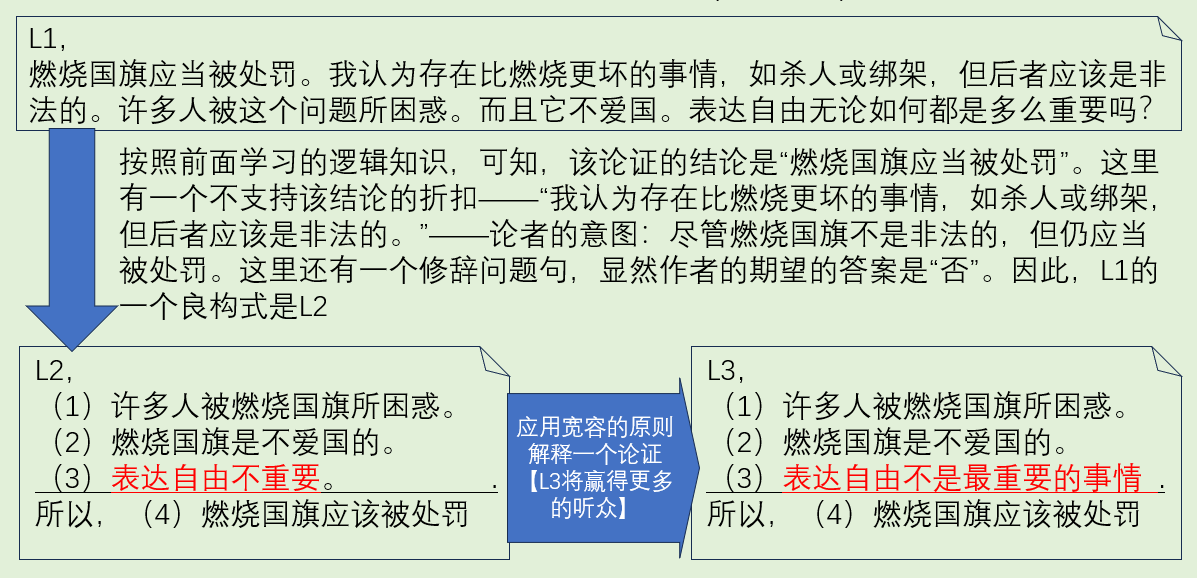 L1,
燃烧国旗应当被处罚。我认为存在比燃烧更坏的事情，如杀人或绑架，但后者应该是非
法的。许多人被这个问题所困惑。而且它不爱国。表达自由无论如何都是多么重要吗？
按照前面学习的逻辑知识，可知，该论证的结论是“燃烧国旗应当被处罚”。这里
有一个不支持该结论的折扣——“我认为存在比燃烧更坏的事情，如杀人或绑架，
但后者应该是非法的。”——论者的意图：尽管燃烧国旗不是非法的，但仍应当
被处罚。这里还有一个修辞问题句，显然作者的期望的答案是“否”。因此，L1的
一个良构式是L2
L2,
（1）许多人被燃烧国旗所困惑。
（2）燃烧国旗是不爱国的。
（3）表达自由不重要。 .
所以，（4）燃烧国旗应该被处罚
应用宽容的原则
解释一个论证
【L3将赢得更多
的听众】
L3,
（1）许多人被燃烧国旗所困惑。
（2）燃烧国旗是不爱国的。
（3）表达自由不是最重要的事情 .
所以，（4）燃烧国旗应该被处罚